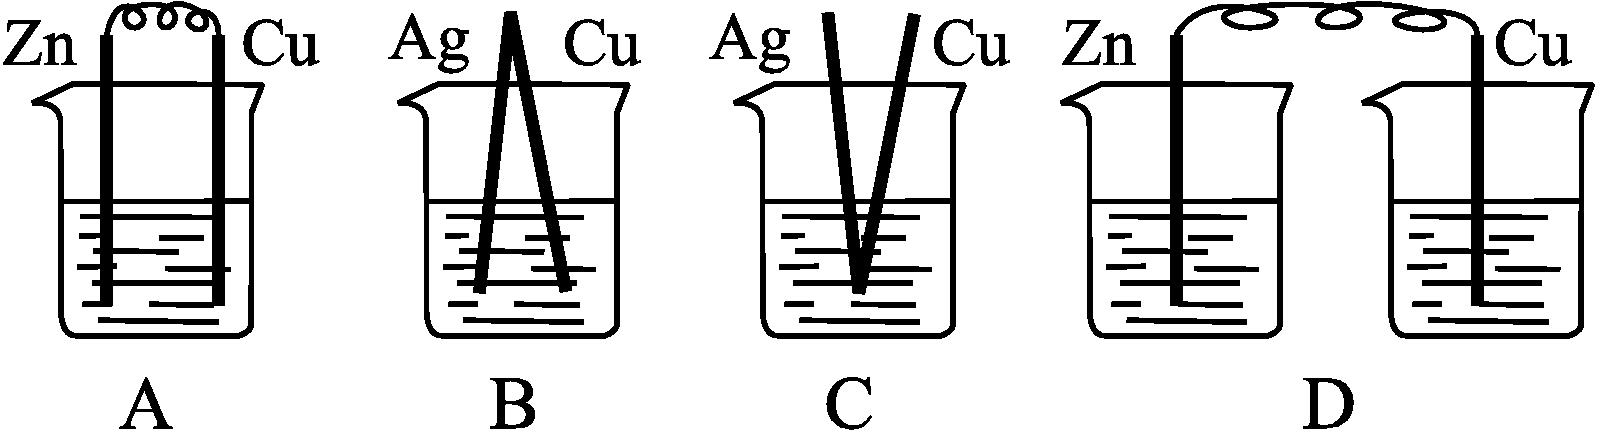 Zn Cu Ag Cu Ag Cu Zn Cu
A B C D